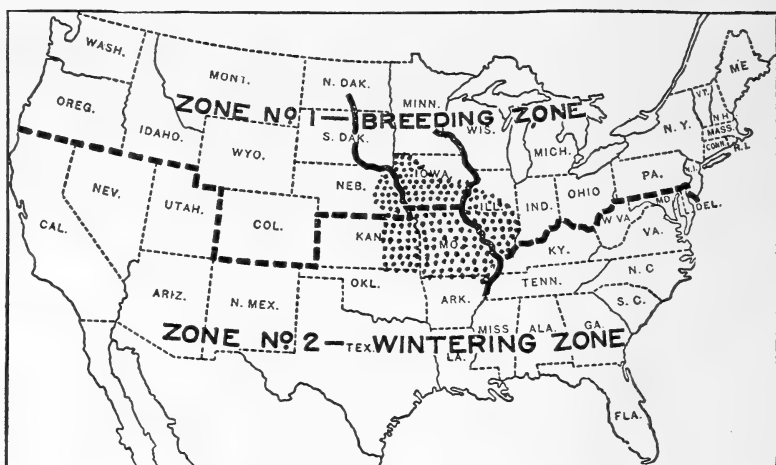 WASH.
MONT.
N. DAK.
MINN.
ME.
VT.
N.H.
MASS.
CONN.
R.I.
OREG.
ZONE Nº 1 — BREEDING ZONE
IDAHO.
S. DAK.
WIS.
MICH.
N.Y.
WYO.
IOWA.
PA.
N.J.
NEB.
ILL.
IND.
OHIO
NEV.
UTAH.
COL.
MD.
DEL.
W VA.
CAL.
KAN.
MO.
KY.
VA.
ARIZ.
N. MEX.
OKL.
ARK.
TENN.
N. C
S. C.
ZONE Nº 2 — WINTERING ZONE
TEX.
LA.
MISS
ALA.
GA.
FLA.